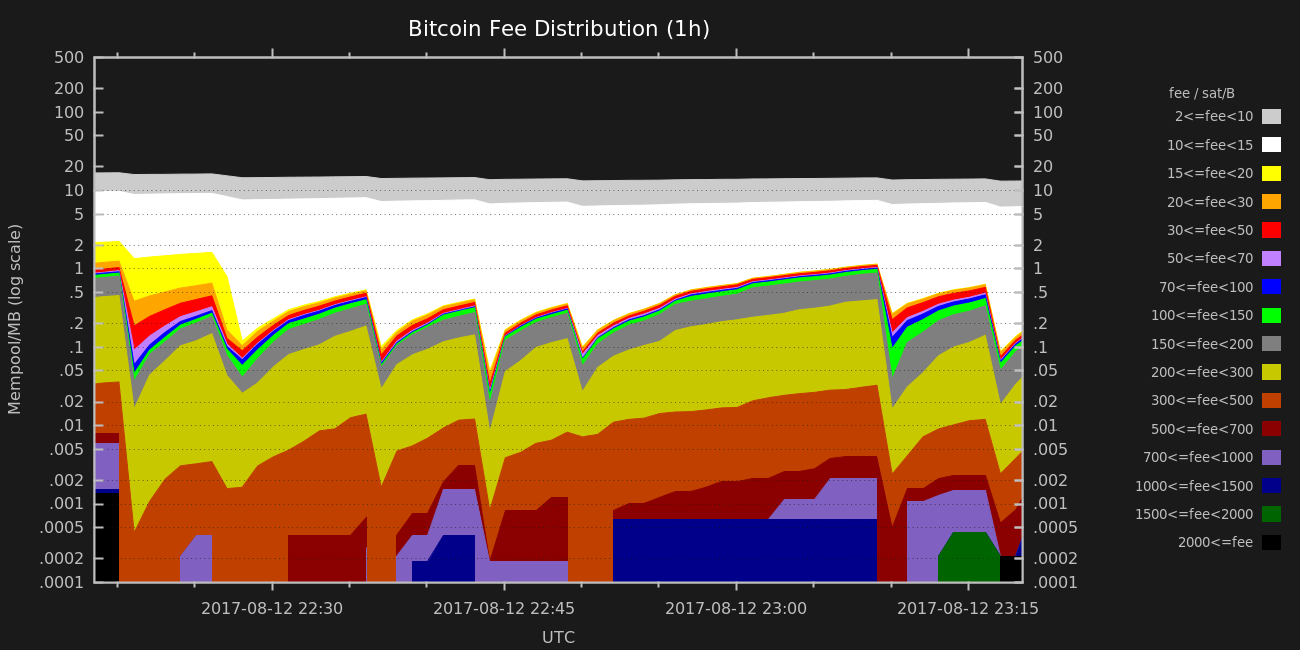 Bitcoin Fee Distribution (1h)
500
200
100
50
20
10
5
2
1
.5
.2
.1
.05
.02
.01
.005
.002
.001
.0005
.0002
.0001
Mempool/MB (log scale)
500
200
100
50
20
10
5
2
1
.5
.2
.1
.05
.02
.01
.005
.002
.001
.0005
.0002
.0001
2017-08-12 22:30
2017-08-12 22:45
2017-08-12 23:00
2017-08-12 23:15
UTC
fee / sat/B
2<=fee<10
10<=fee<15
15<=fee<20
20<=fee<30
30<=fee<50
50<=fee<70
70<=fee<100
100<=fee<150
150<=fee<200
200<=fee<300
300<=fee<500
500<=fee<700
700<=fee<1000
1000<=fee<1500
1500<=fee<2000
2000<=fee